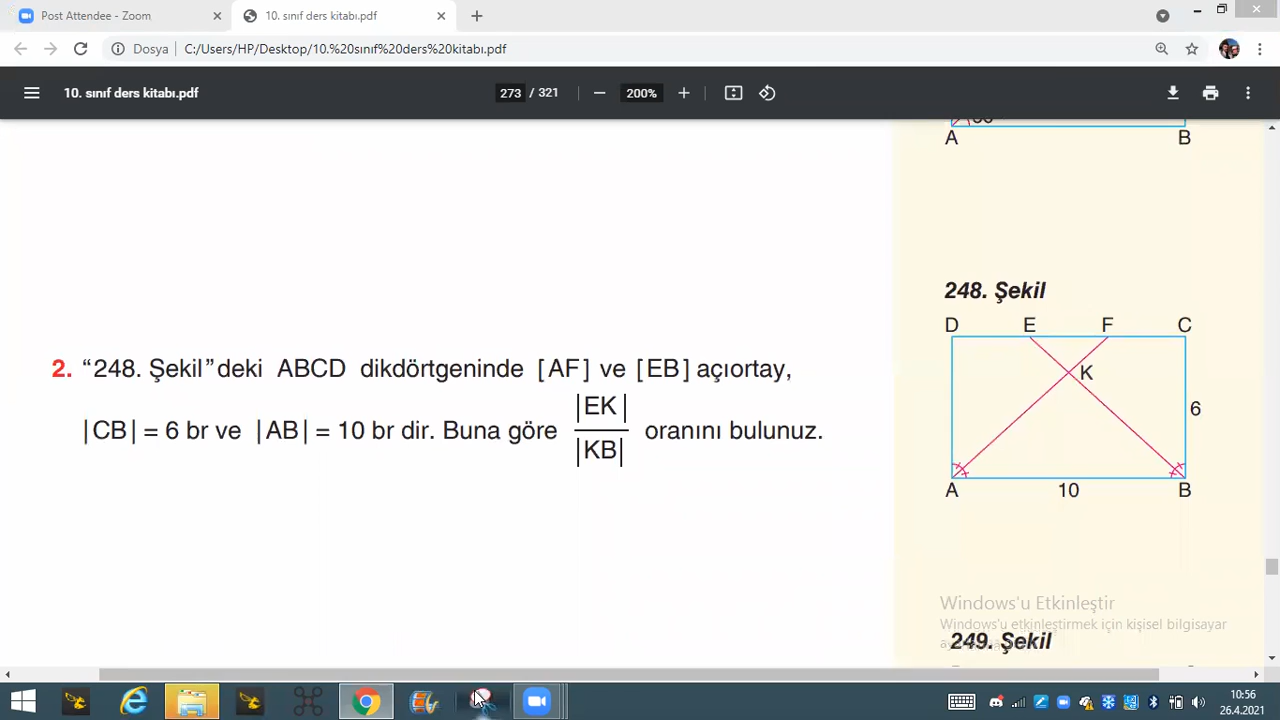 Post Attendee - Zoom
10. sınıf ders kitabı.pdf
Dosya
C:/Users/HP/Desktop/10.%20sınıf%20ders%20kitabı.pdf
10. sınıf ders kitabı.pdf
273 / 321
200%
A
B
248. Şekil
D E F C
K
6
A 10 B
2. “248. Şekil”deki ABCD dikdörtgeninde [AF] ve [EB] açıortay,
|CB| = 6 br ve |AB| = 10 br dir. Buna göre |EK| / |KB| oranını bulunuz.
Windows'u Etkinleştir
Windows'u etkinleştirmek için kişisel bilgisayar
249. Şekil
10:56
26.4.2021